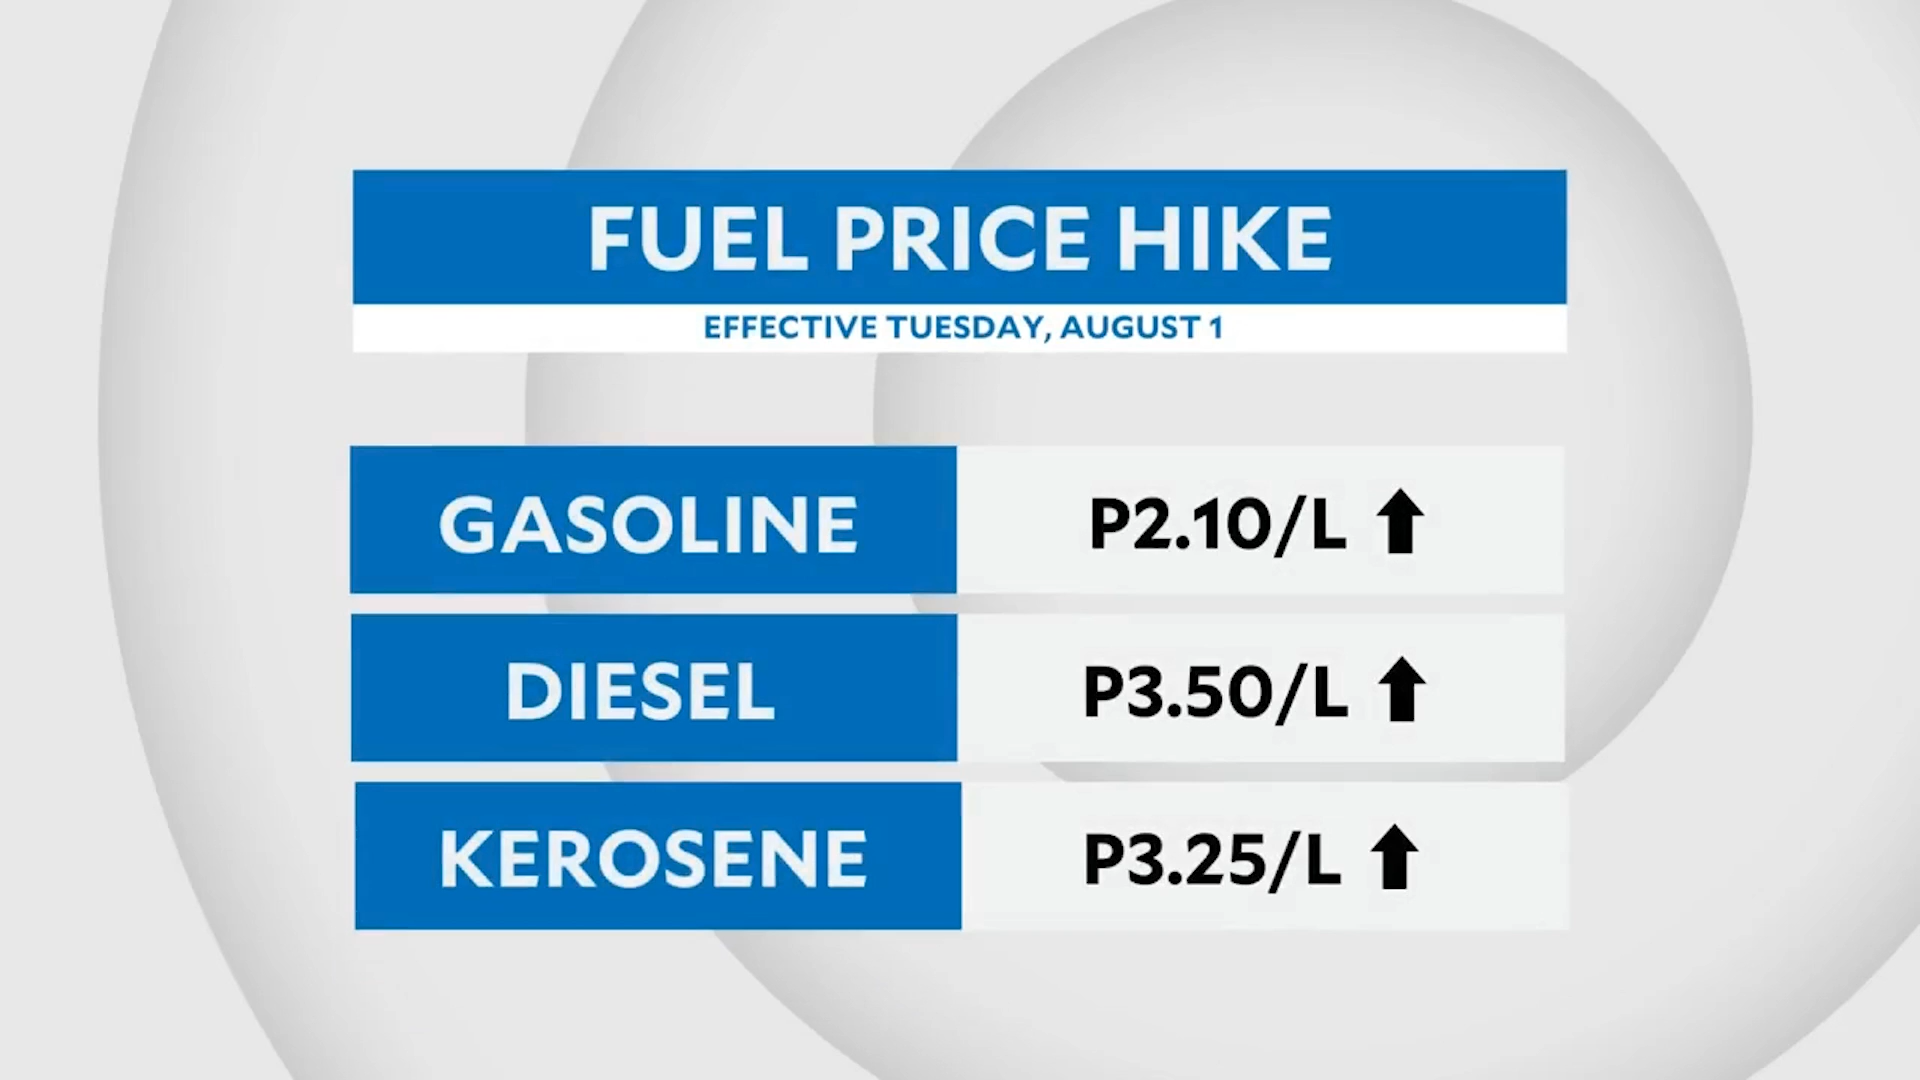 FUEL PRICE HIKE
EFFECTIVE TUESDAY, AUGUST 1
GASOLINE P2.10/L ⬆
DIESEL P3.50/L ⬆
KEROSENE P3.25/L ⬆